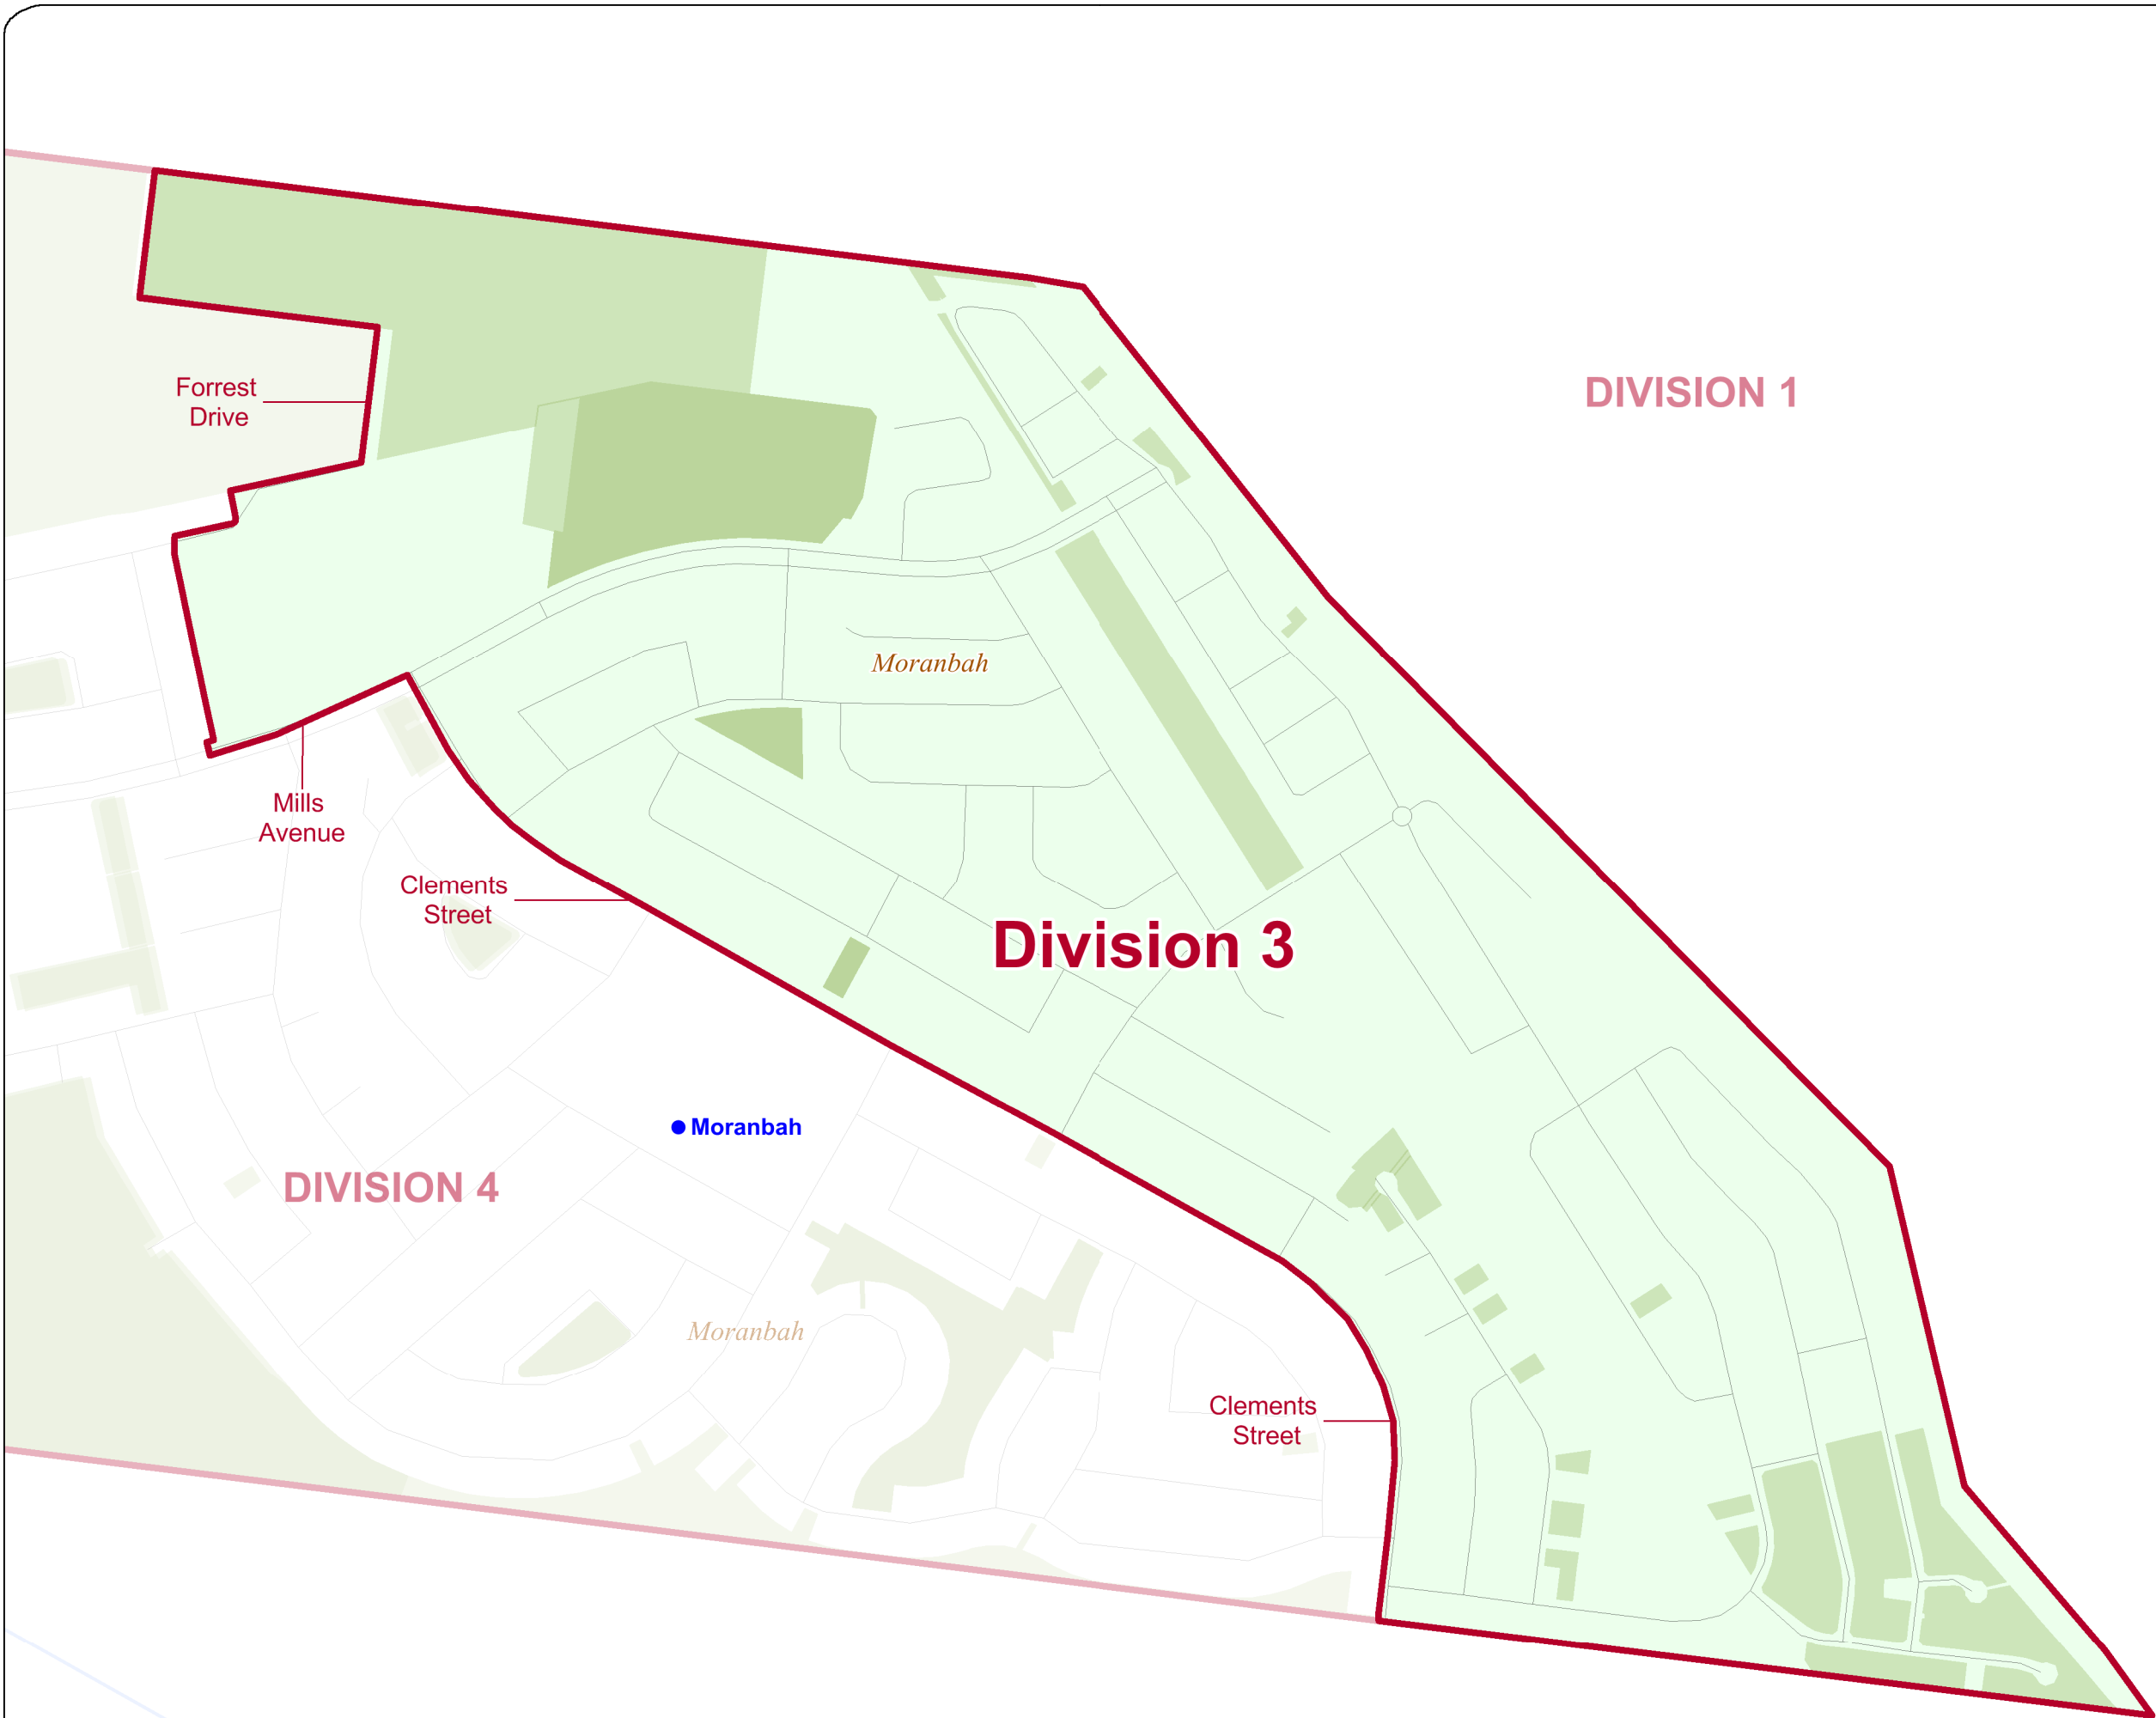 Forrest
Drive
DIVISION 1
Moranbah
Mills
Avenue
Clements
Street
Division 3
Moranbah
DIVISION 4
Moranbah
Clements
Street